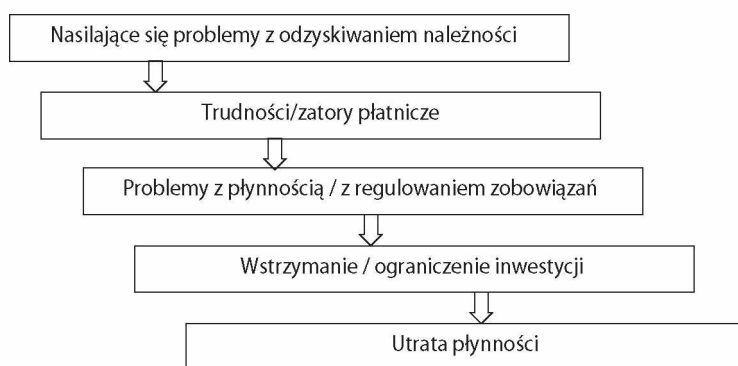 Nasilające się problemy z odzyskiwaniem należności
Trudności/zatory płatnicze
Problemy z płynnością / z regulowaniem zobowiązań
Wstrzymanie / ograniczenie inwestycji
Utrata płynności